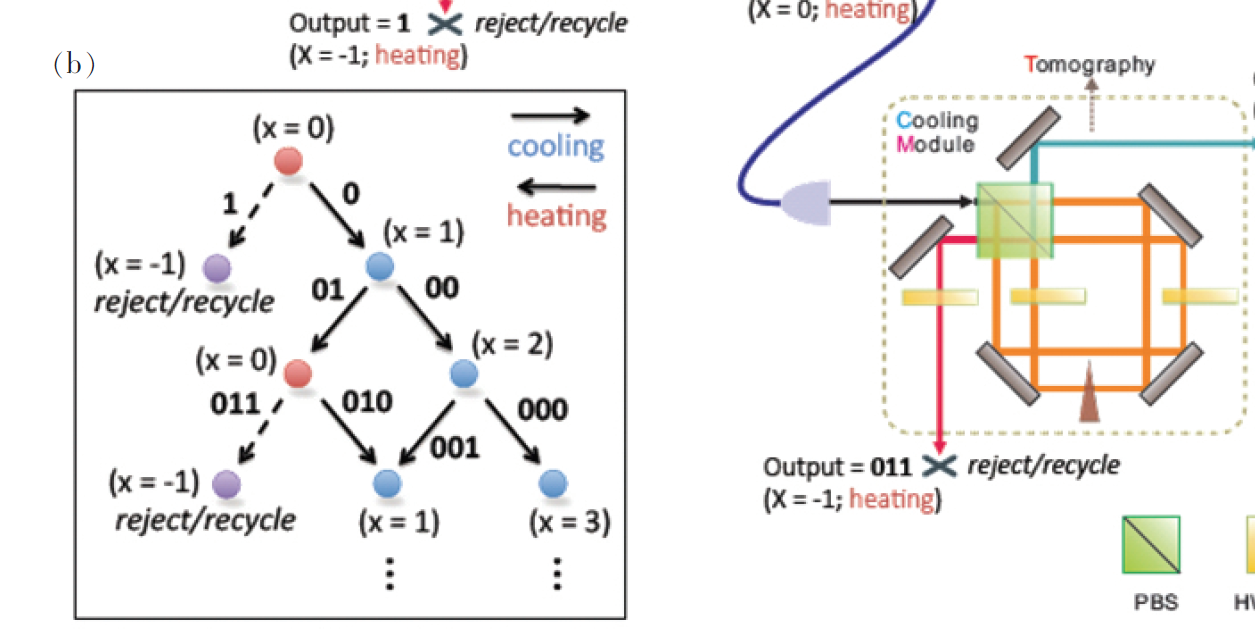 Output = 1 reject/recycle
(X = -1; heating)
(X = 0; heating)
(b)
(x = 0)
cooling
heating
1
0
(x = -1)
reject/recycle
(x = 1)
01
00
(x = 0)
(x = 2)
011
010
001
000
(x = -1)
reject/recycle
(x = 1)
(x = 3)
Tomography
Cooling
Module
Output = 011 reject/recycle
(X = -1; heating)
PBS